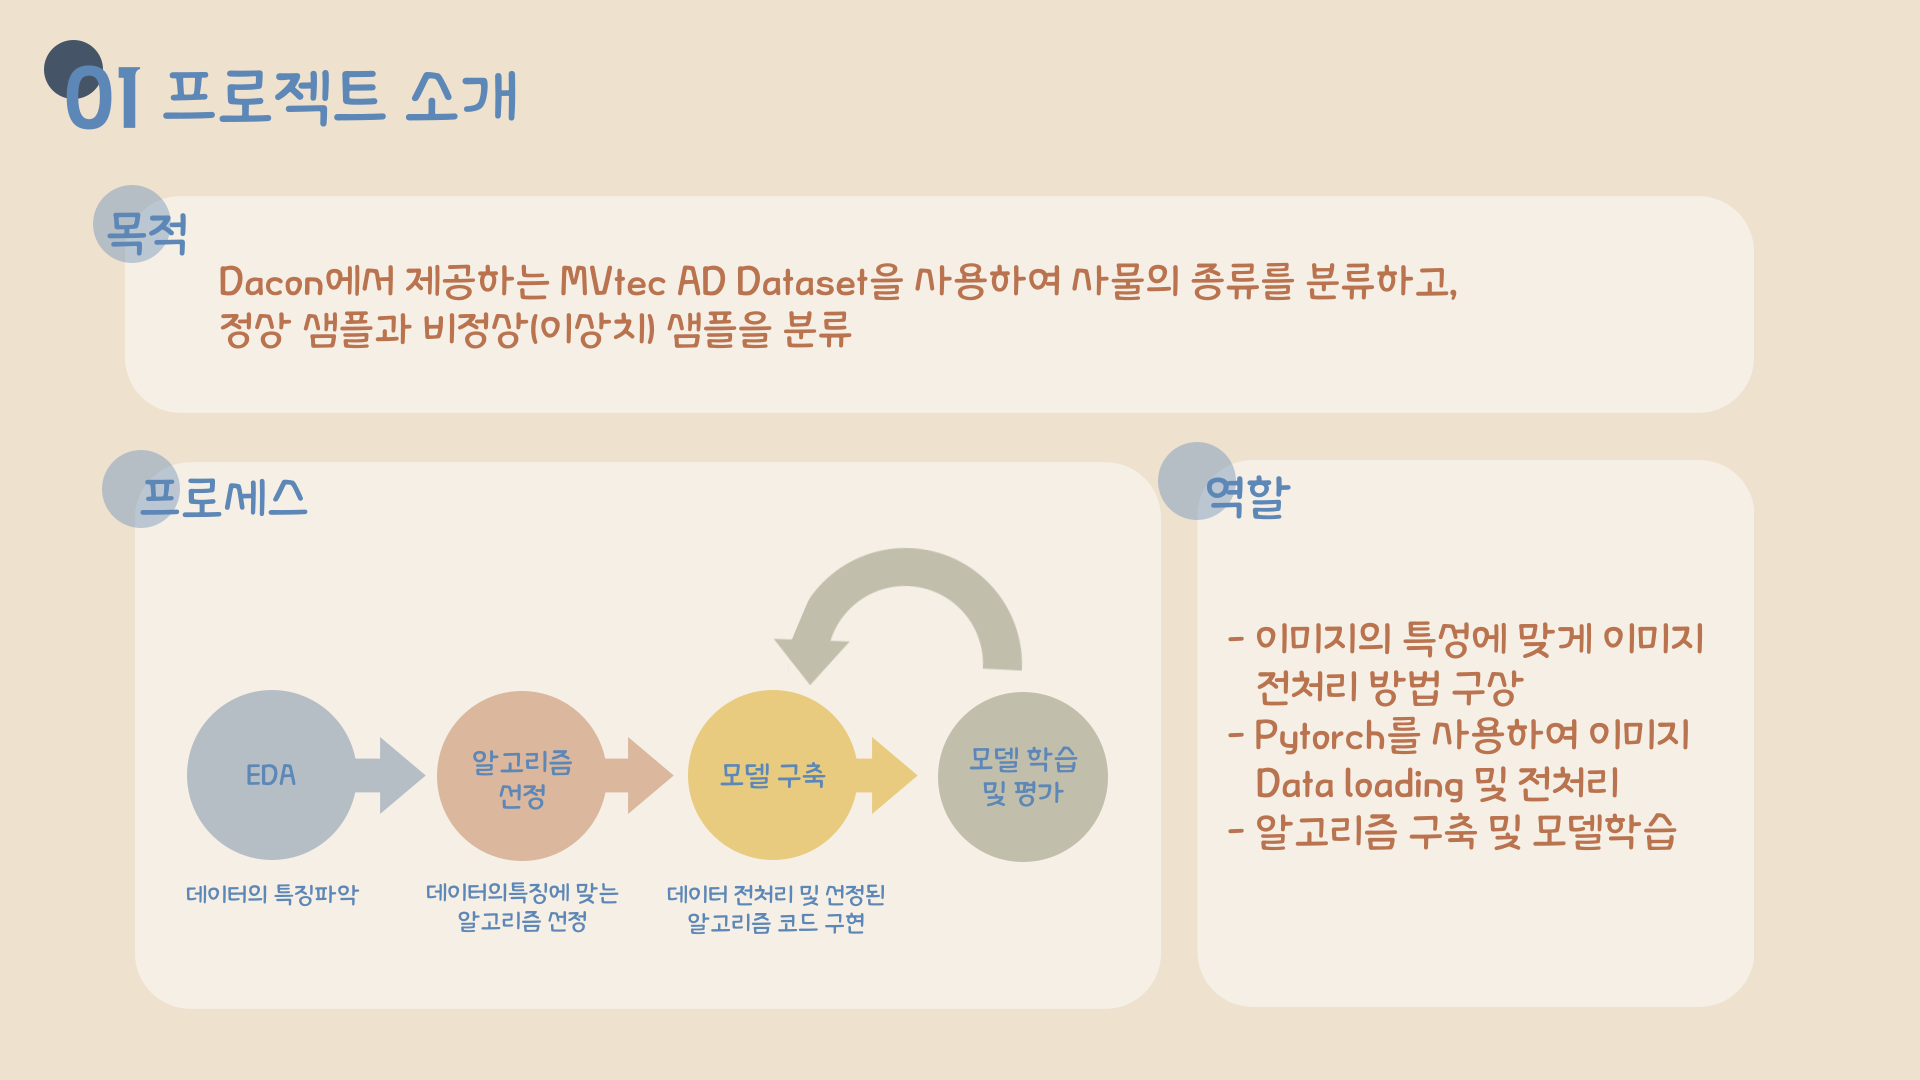 01 프로젝트 소개
목적
Dacon에서 제공하는 MVtec AD Dataset을 사용하여 사물의 종류를 분류하고,
정상 샘플과 비정상(이상치) 샘플을 분류
프로세스
EDA
알고리즘
선정
모델 구축
모델 학습
및 평가
데이터의 특징파악
데이터의특징에 맞는
알고리즘 선정
데이터 전처리 및 선정된
알고리즘 코드 구현
역할
- 이미지의 특성에 맞게 이미지
전처리 방법 구상
- Pytorch를 사용하여 이미지
Data loading 및 전처리
- 알고리즘 구축 및 모델학습